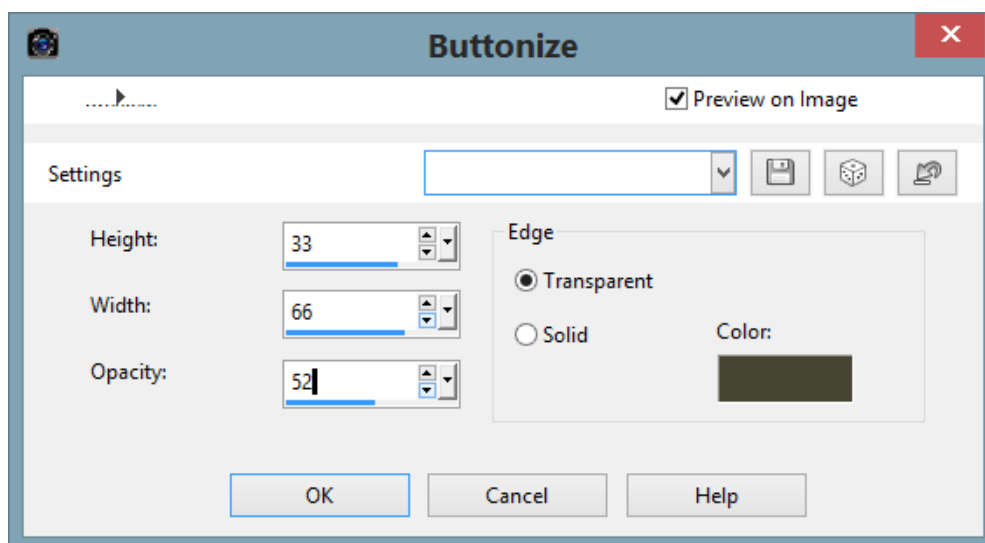 Buttonize
Preview on Image
Settings
Height: 33
Width: 66
Opacity: 52
Edge
Transparent
Solid
Color:
OK Cancel Help